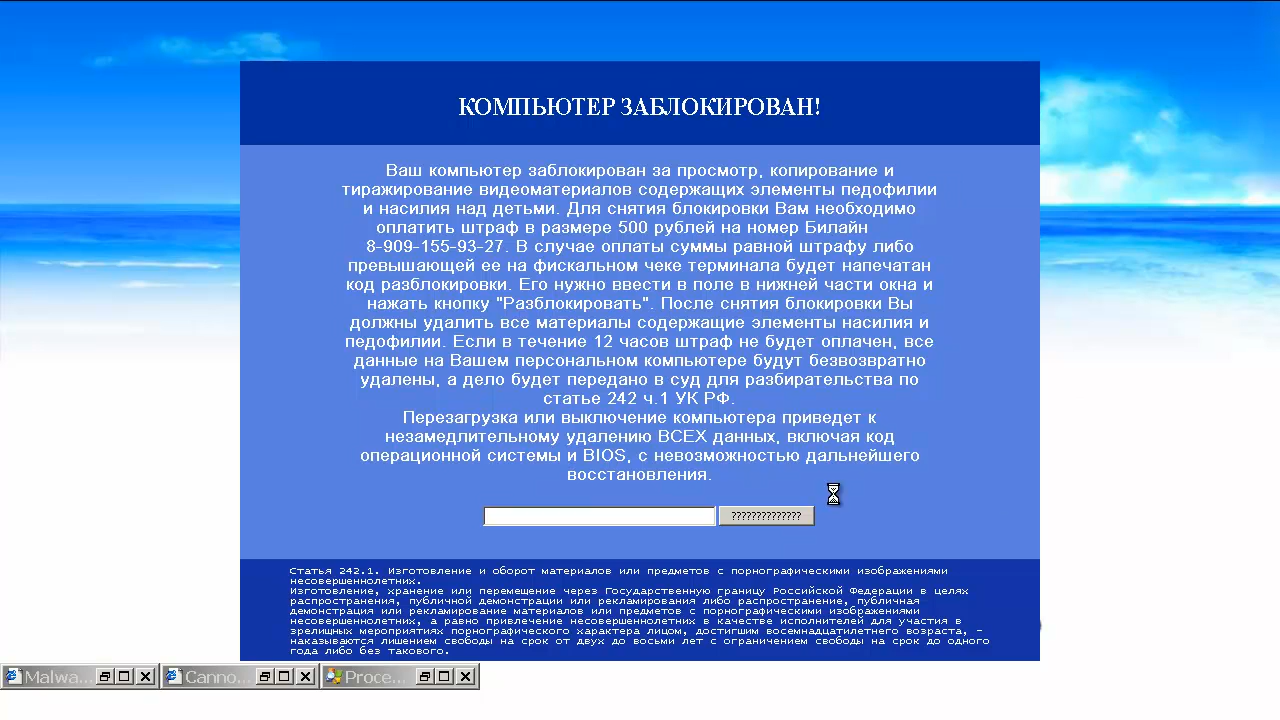 КОМПЬЮТЕР ЗАБЛОКИРОВАН!
Ваш компьютер заблокирован за просмотр, копирование и
тиражирование видеоматериалов содержащих элементы педофилии
и насилия над детьми. Для снятия блокировки Вам необходимо
оплатить штраф в размере 500 рублей на номер Билайн
8-909-155-93-27. В случае оплаты суммы равной штрафу либо
превышающей ее на фискальном чеке терминала будет напечатан
код разблокировки. Его нужно ввести в поле в нижней части окна и
нажать кнопку "Разблокировать". После снятия блокировки Вы
должны удалить все материалы содержащие элементы насилия и
педофилии. Если в течение 12 часов штраф не будет оплачен, все
данные на Вашем персональном компьютере будут безвозвратно
удалены, а дело будет передано в суд для разбирательства по
статье 242 ч.1 УК РФ.
Перезагрузка или выключение компьютера приведет к
незамедлительному удалению ВСЕХ данных, включая код
операционной системы и BIOS, с невозможностью дальнейшего
восстановления.
??????????????
Статья 242.1. Изготовление и оборот материалов или предметов с порнографическими изображениями
несовершеннолетних.
Изготовление, хранение или перемещение через Государственную границу Российской Федерации в целях
распространения, публичной демонстрации или рекламирования либо распространение, публичная
демонстрация или рекламирование материалов или предметов с порнографическими изображениями
несовершеннолетних, а равно привлечение несовершеннолетних в качестве исполнителей для участия в
зрелищных мероприятиях порнографического характера лицом, достигшим восемнадцатилетнего возраста, –
наказываются лишением свободы на срок от двух до восьми лет с ограничением свободы на срок до одного
года либо без такового.
Malwa... Canno... Proce...